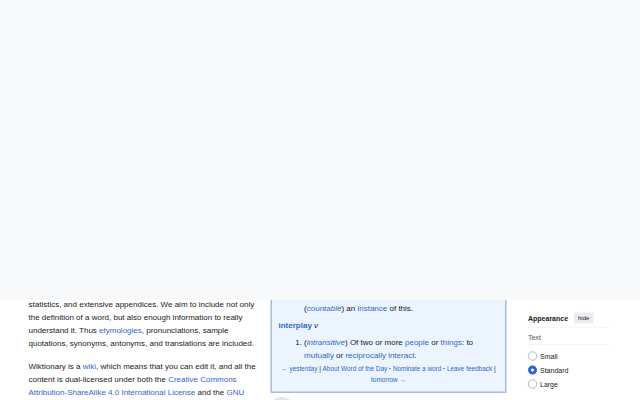 statistics, and extensive appendices. We aim to include not only
the definition of a word, but also enough information to really
understand it. Thus etymologies, pronunciations, sample
quotations, synonyms, antonyms, and translations are included.
Wiktionary is a wiki, which means that you can edit it, and all the
content is dual-licensed under both the Creative Commons
Attribution-ShareAlike 4.0 International License and the GNU
(countable) an instance of this.
interplay v
1. (intransitive) Of two or more people or things: to
mutually or reciprocally interact.
← yesterday | About Word of the Day • Nominate a word • Leave feedback |
tomorrow →
Appearance hide
Text
Small
Standard
Large